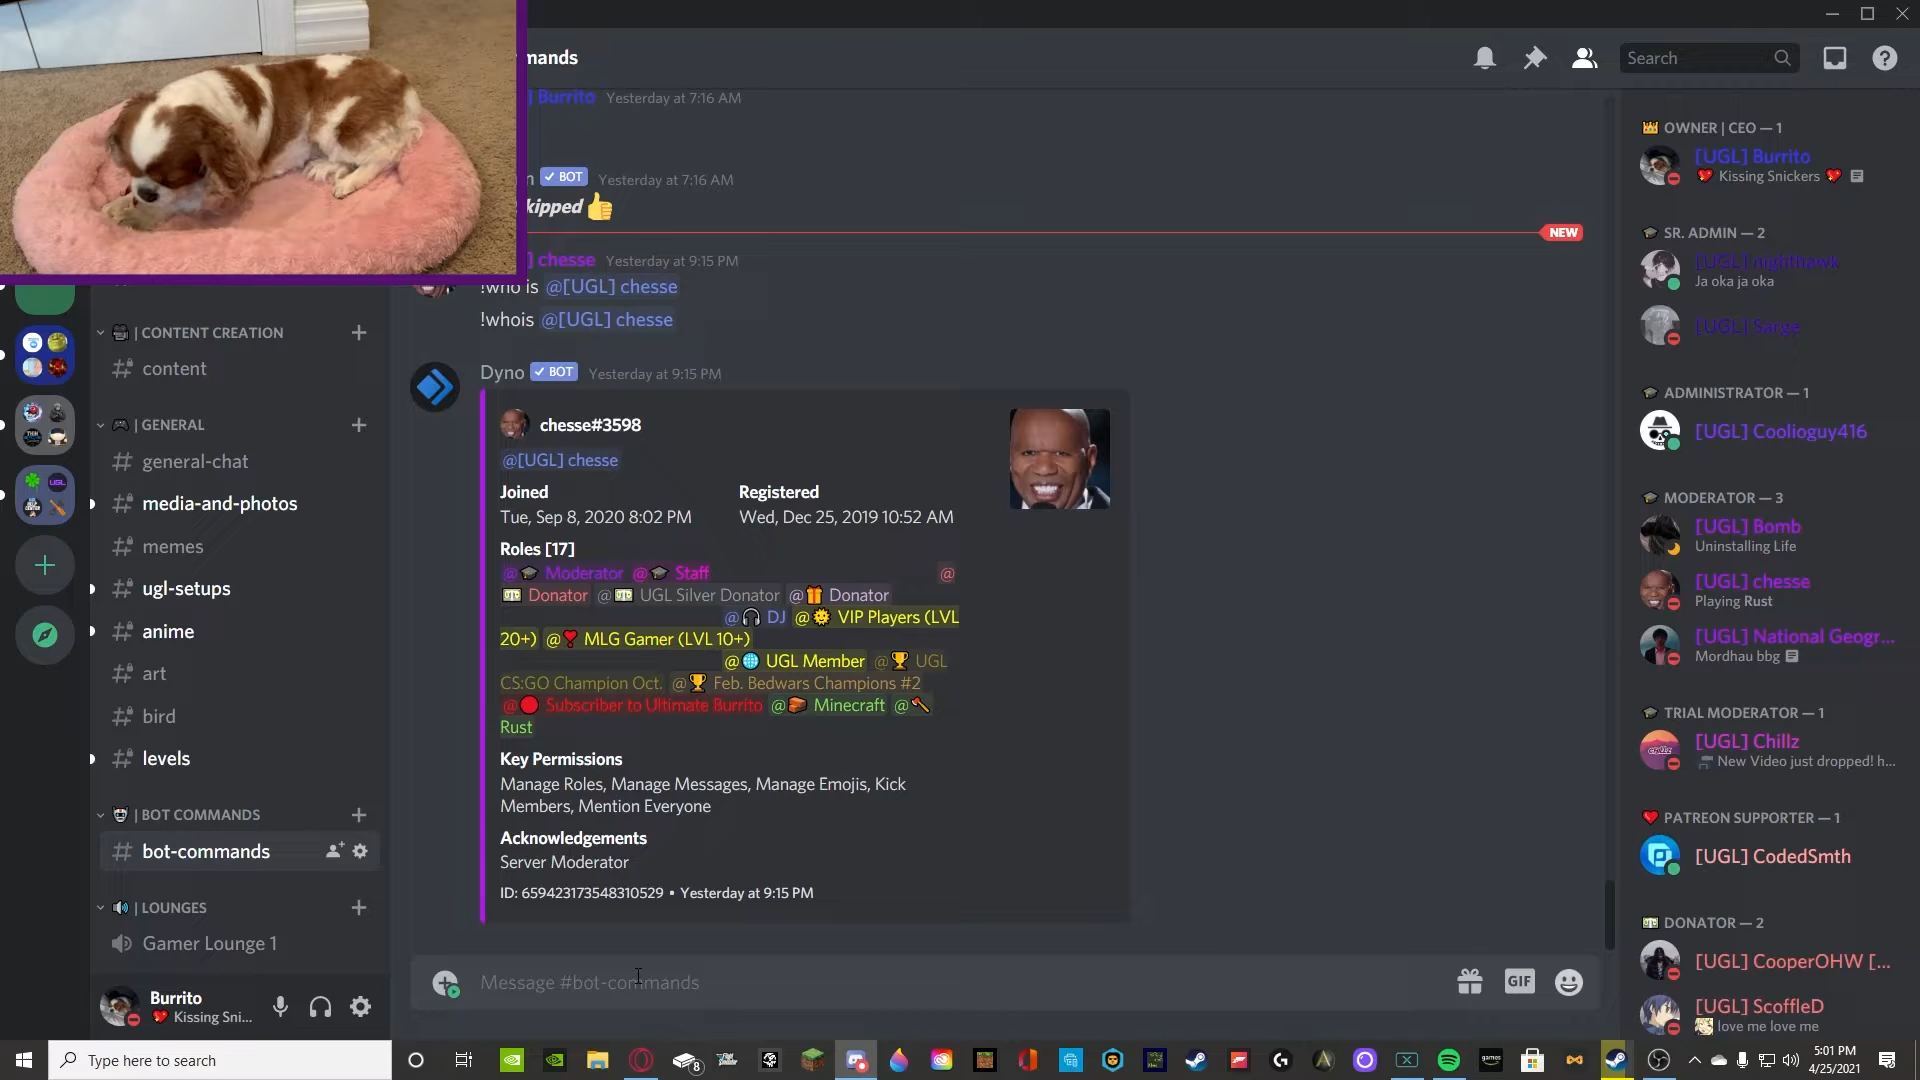 mands
Search
] Burrito Yesterday at 7:16 AM
BOT Yesterday at 7:16 AM
kipped
NEW
] chesse Yesterday at 9:15 PM
!who is @[UGL] chesse
!whois @[UGL] chesse
Dyno BOT Yesterday at 9:15 PM
chesse#3598
@[UGL] chesse
Joined
Registered
Tue, Sep 8, 2020 8:02 PM
Wed, Dec 25, 2019 10:52 AM
Roles [17]
@ Moderator @ Staff @
Donator @ UGL Silver Donator @ Donator
@ DJ @ VIP Players (LVL
20+) @ MLG Gamer (LVL 10+)
@ UGL Member @ UGL
CS:GO Champion Oct. @ Feb. Bedwars Champions #2
@ Subscriber to Ultimate Burrito @ Minecraft @
Rust
Key Permissions
Manage Roles, Manage Messages, Manage Emojis, Kick
Members, Mention Everyone
Acknowledgements
Server Moderator
ID: 659423173548310529 • Yesterday at 9:15 PM
Message #bot-commands
GIF
| CONTENT CREATION
content
| GENERAL
general-chat
media-and-photos
memes
ugl-setups
anime
art
bird
levels
| BOT COMMANDS
bot-commands
| LOUNGES
Gamer Lounge 1
Burrito
Kissing Sni...
OWNER | CEO — 1
[UGL] Burrito
Kissing Snickers
SR. ADMIN — 2
[UGL] nighthawk
Ja oka ja oka
[UGL] Sarge
ADMINISTRATOR — 1
[UGL] Coolioguy416
MODERATOR — 3
[UGL] Bomb
Uninstalling Life
[UGL] chesse
Playing Rust
[UGL] National Geogr...
Mordhau bbg
TRIAL MODERATOR — 1
[UGL] Chillz
New Video just dropped! h...
PATREON SUPPORTER — 1
[UGL] CodedSmth
DONATOR — 2
[UGL] CooperOHW [...
[UGL] ScoffleD
love me love me
Type here to search
8
5:01 PM
4/25/2021